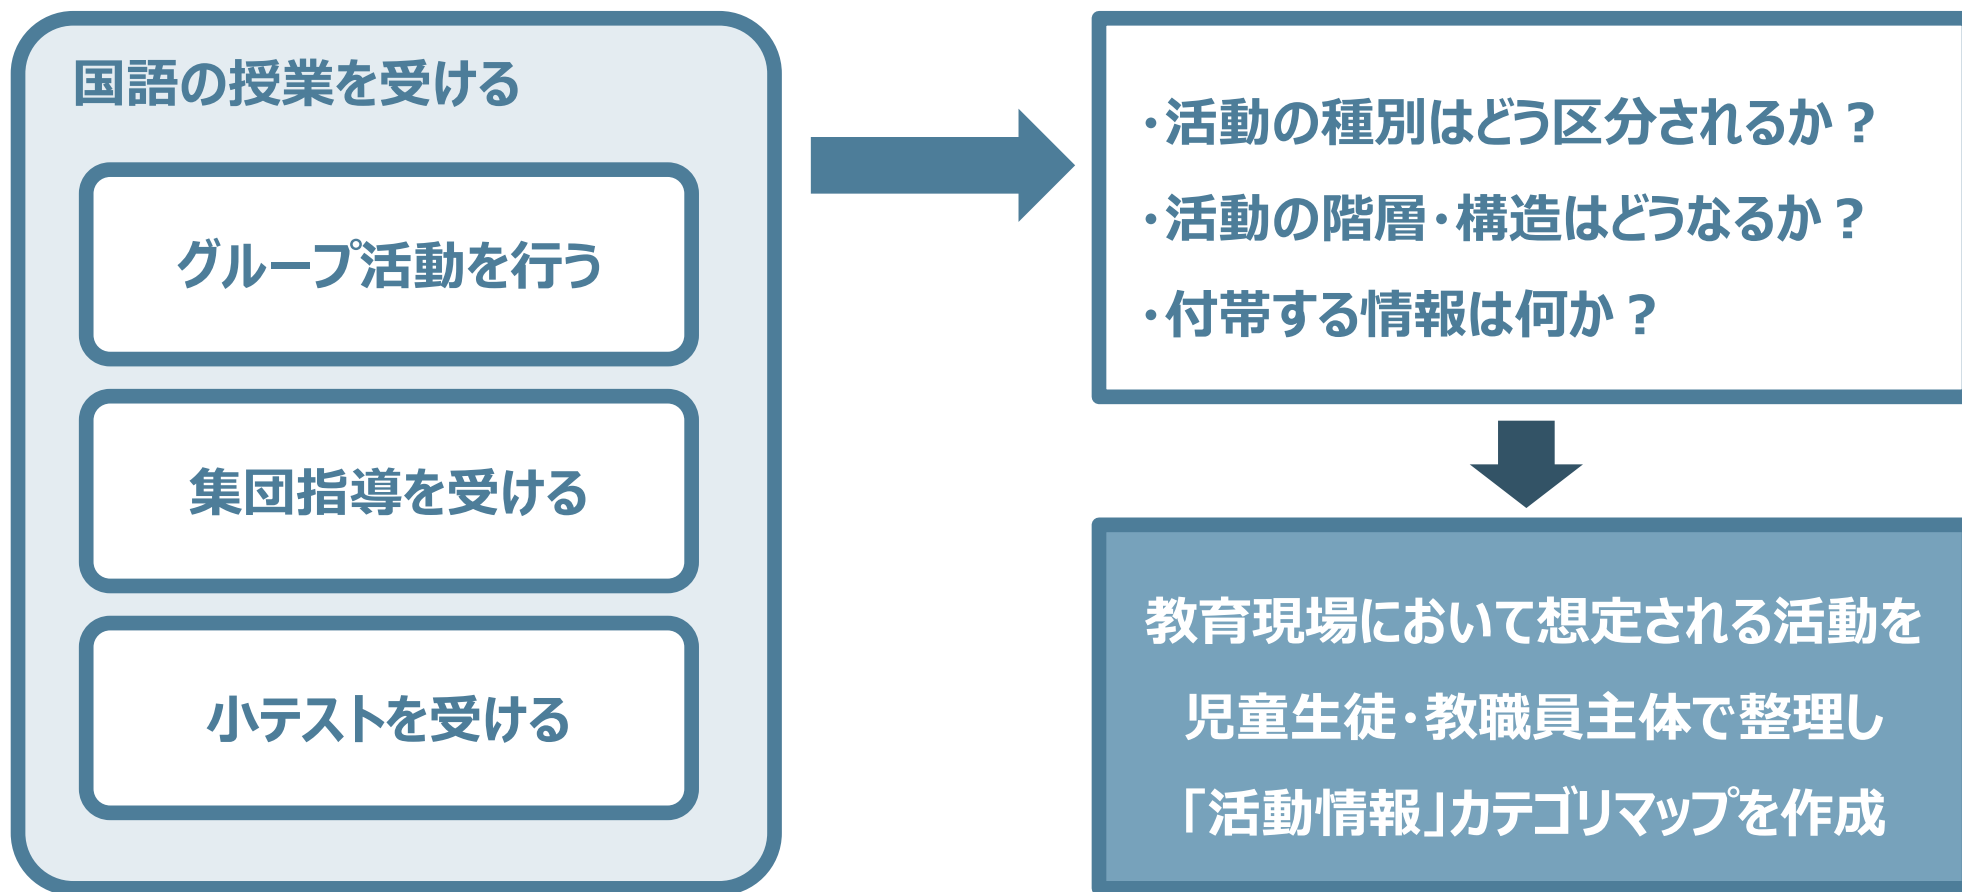 国語の授業を受ける
グループ活動を行う
集団指導を受ける
小テストを受ける
・活動の種別はどう区分されるか？
・活動の階層・構造はどうなるか？
・付帯する情報は何か？
教育現場において想定される活動を
児童生徒・教職員主体で整理し
「活動情報」カテゴリマップを作成